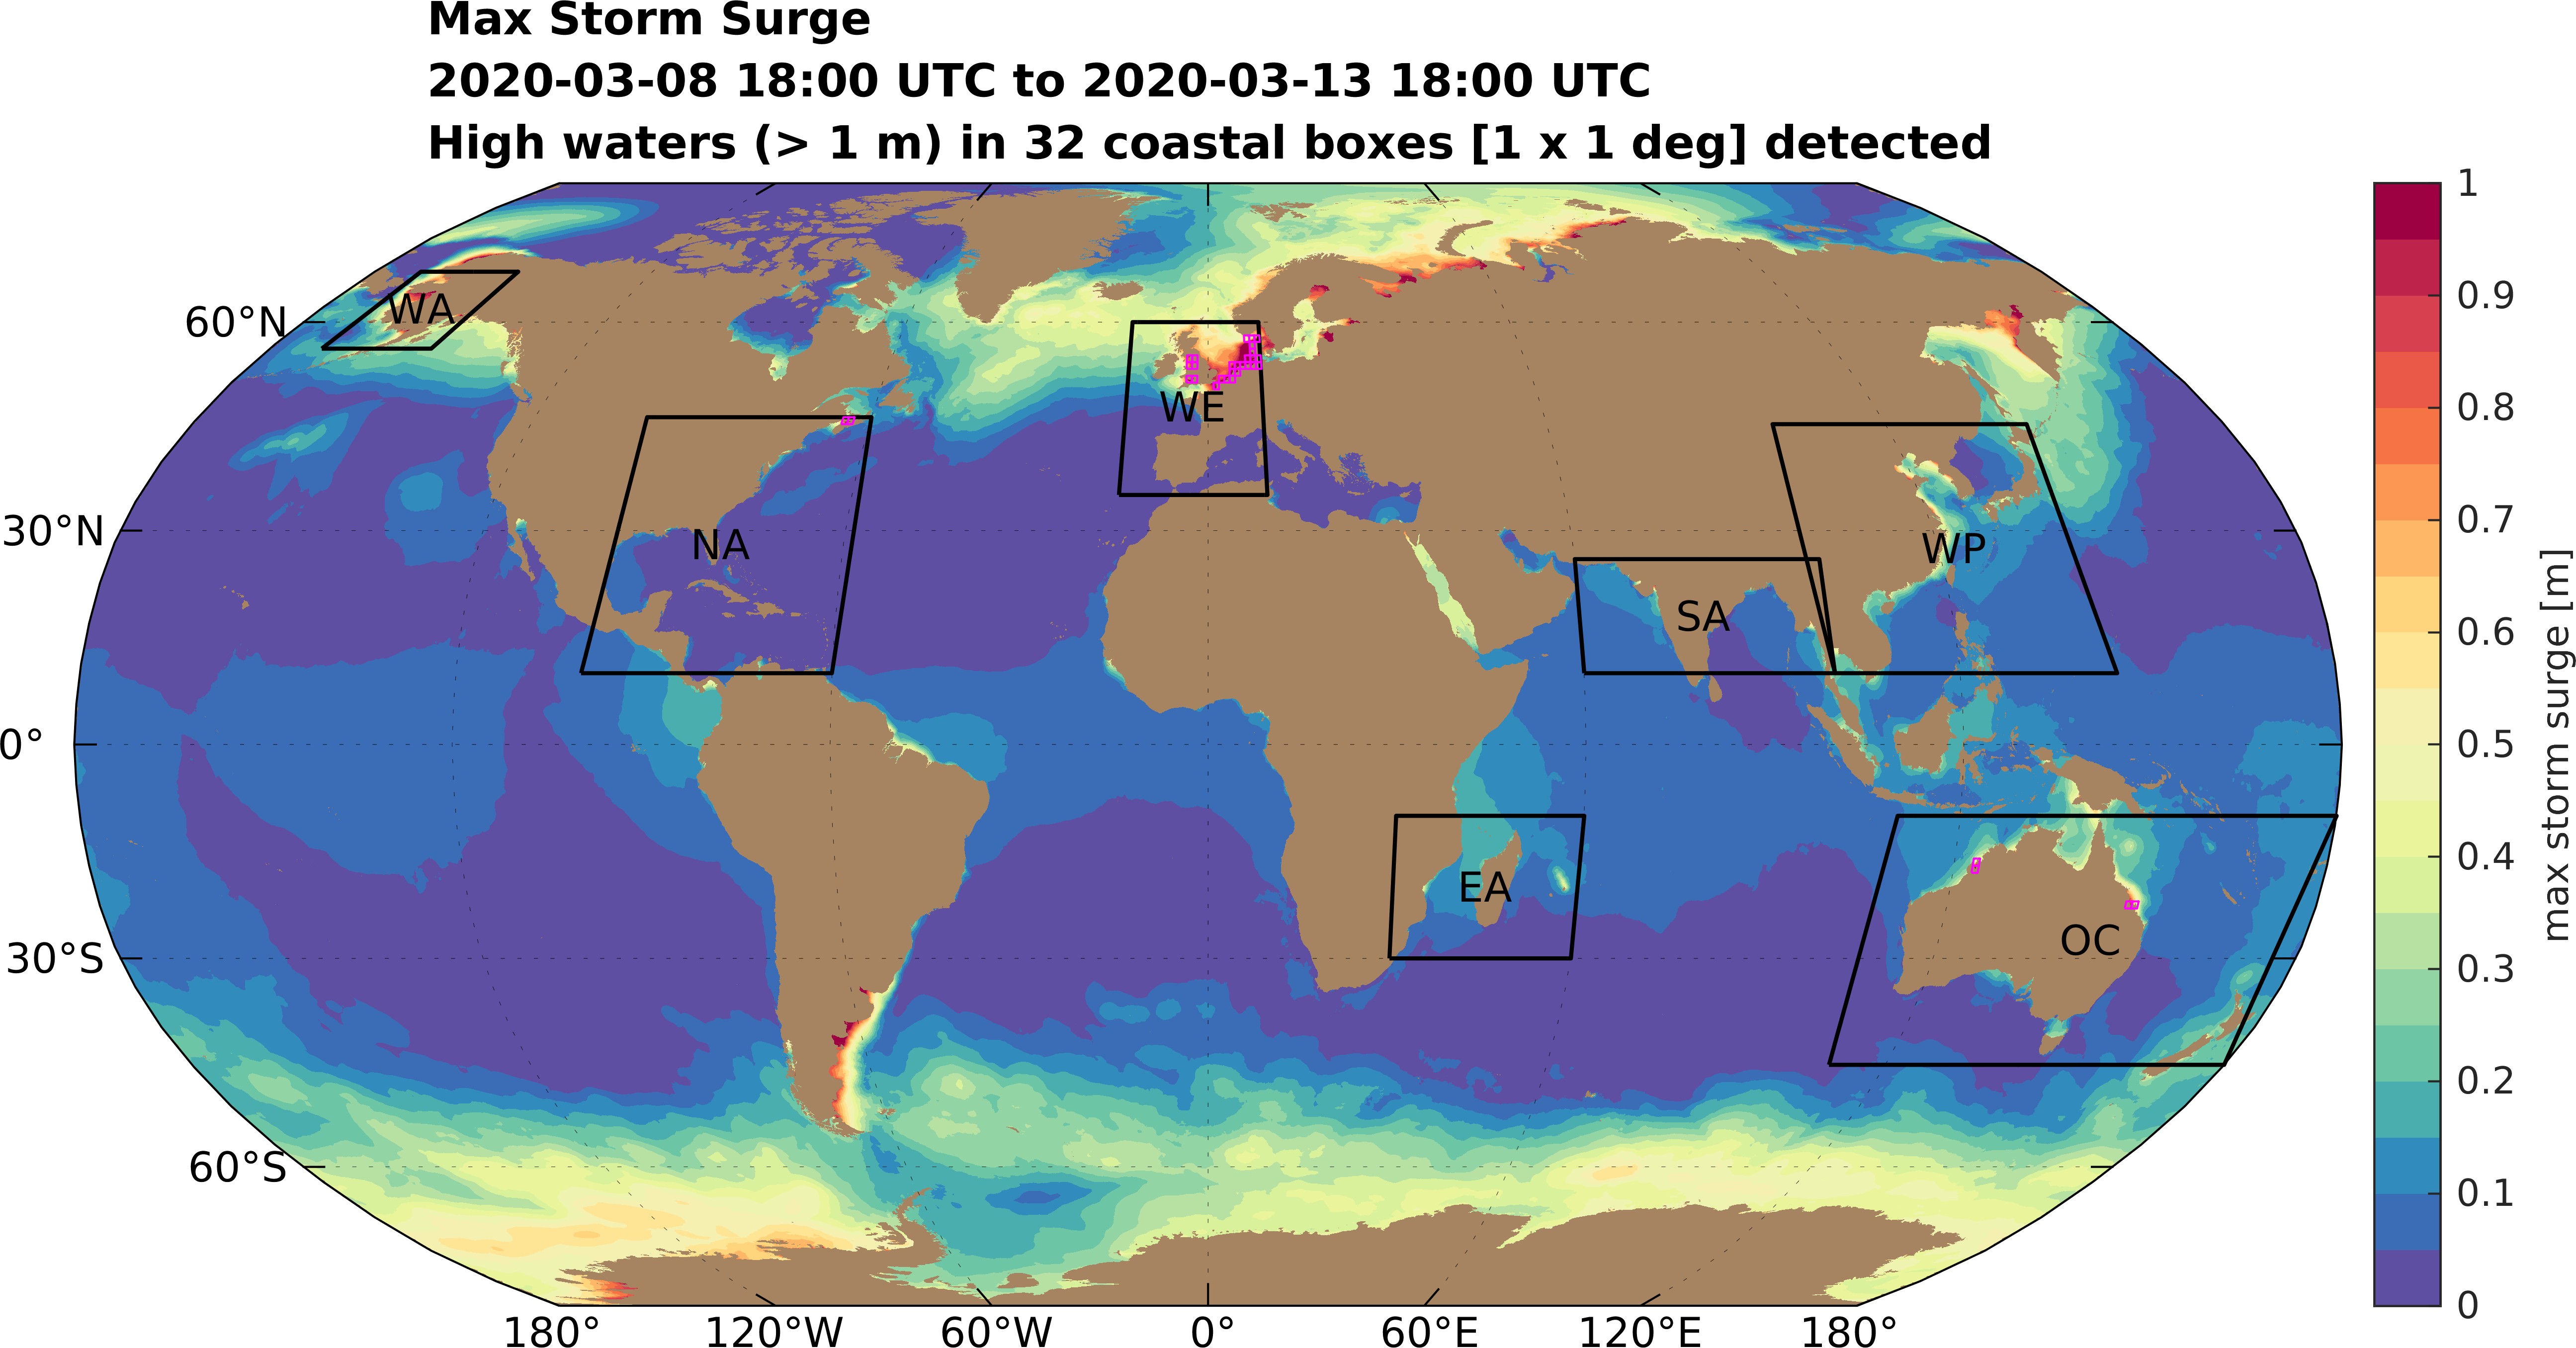 Max Storm Surge
2020-03-08 18:00 UTC to 2020-03-13 18:00 UTC
High waters (> 1 m) in 32 coastal boxes [1 x 1 deg] detected
60°N
30°N
0°
30°S
60°S
180°
120°W
60°W
0°
60°E
120°E
180°
WA
NA
WE
SA
WP
EA
OC
1
0.9
0.8
0.7
0.6
0.5
0.4
0.3
0.2
0.1
0
max storm surge [m]